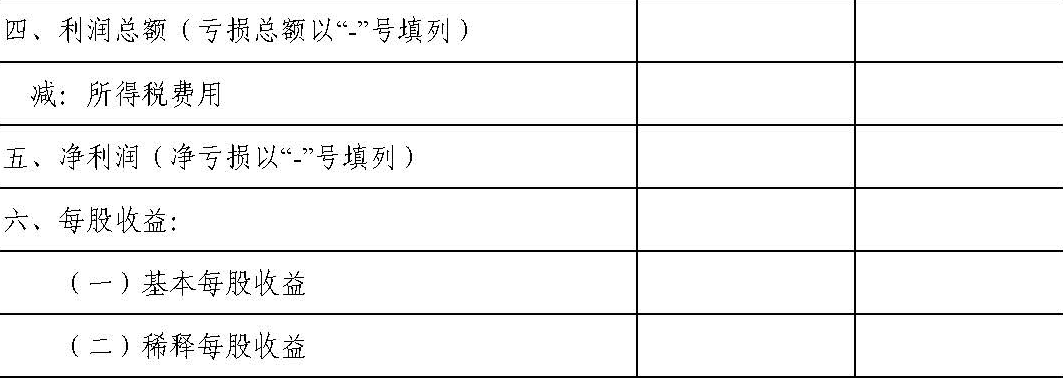 四、利润总额（亏损总额以“-”号填列）
减：所得税费用
五、净利润（净亏损以“-”号填列）
六、每股收益：
（一）基本每股收益
（二）稀释每股收益